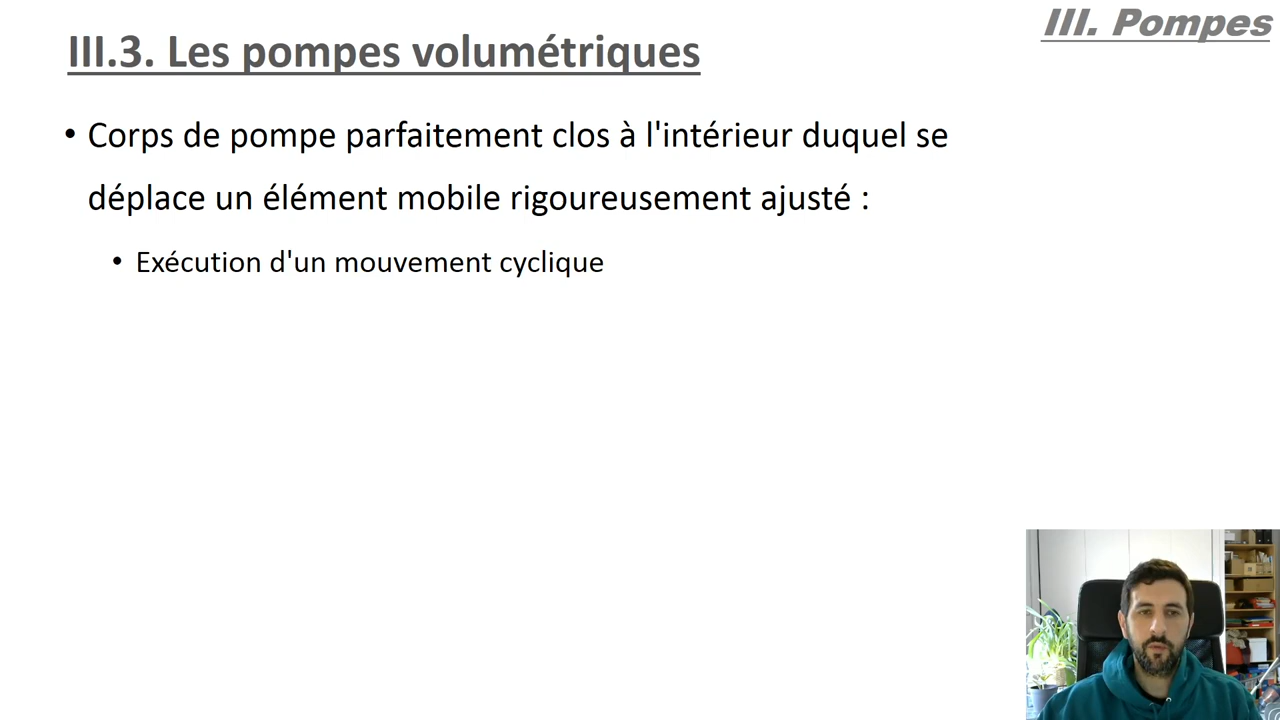 III. Pompes
III.3. Les pompes volumétriques
• Corps de pompe parfaitement clos à l'intérieur duquel se
déplace un élément mobile rigoureusement ajusté :
• Exécution d'un mouvement cyclique